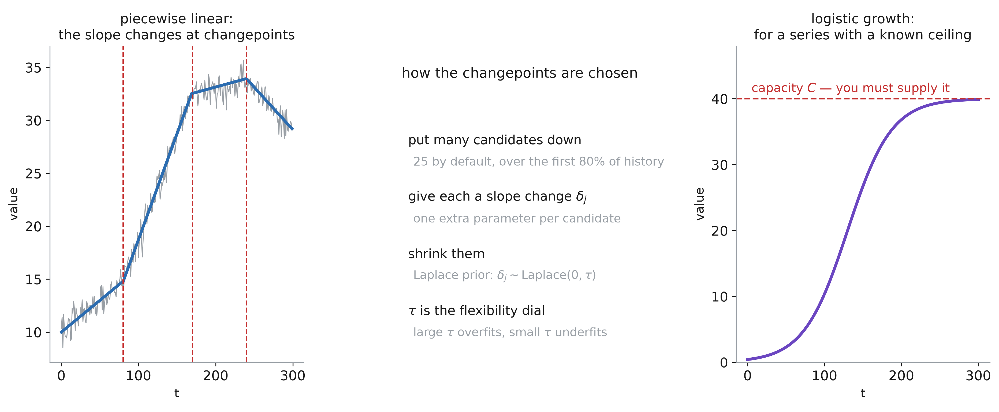 piecewise linear:
the slope changes at changepoints
35
30
25
20
15
10
value
0 100 200 300
t
how the changepoints are chosen
put many candidates down
25 by default, over the first 80% of history
give each a slope change δⱼ
one extra parameter per candidate
shrink them
Laplace prior: δⱼ ~ Laplace(0, τ)
τ is the flexibility dial
large τ overfits, small τ underfits
logistic growth:
for a series with a known ceiling
capacity C — you must supply it
40
30
20
10
0
value
0 100 200 300
t